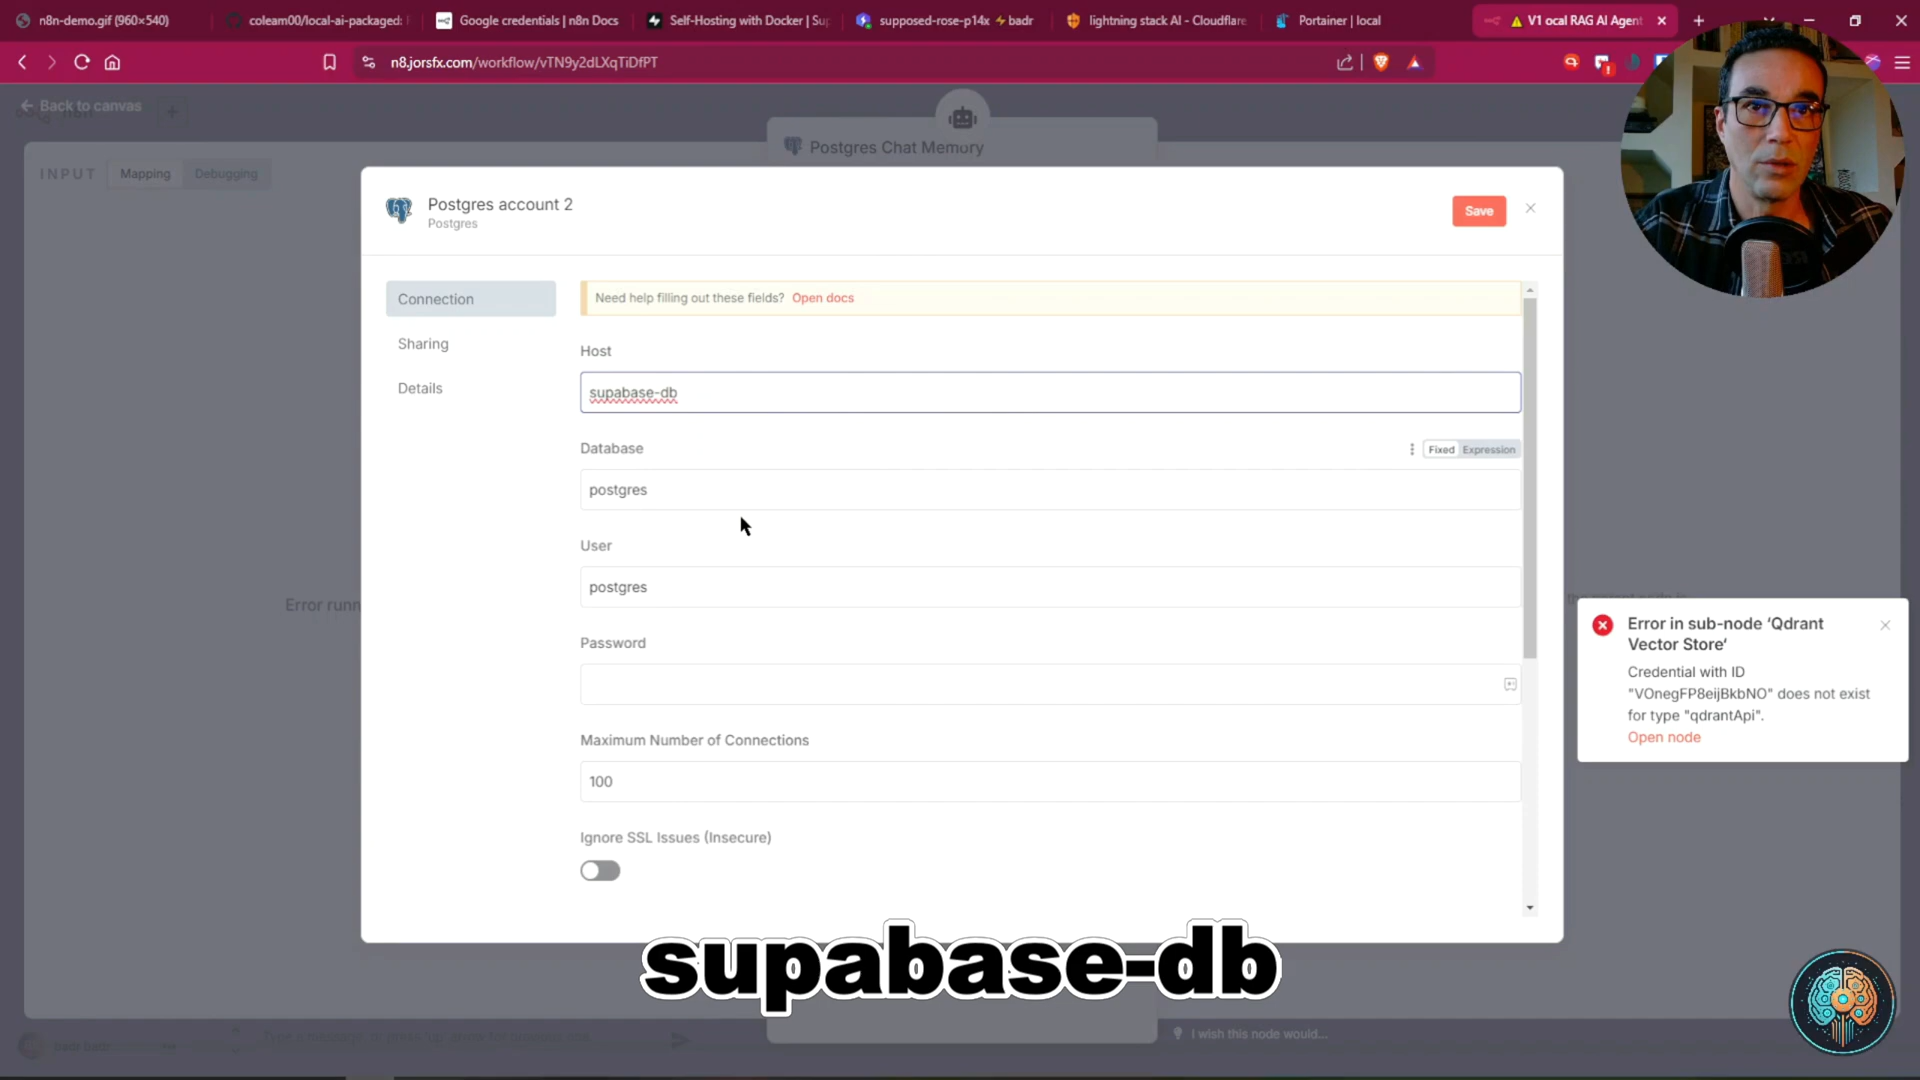 n8n-demo.gif (960×540)
coleam00/local-ai-packaged:
Google credentials | n8n Docs
Self-Hosting with Docker | Sup
supposed-rose-p14x ⚡badr
lightning stack AI - Cloudflare
Portainer | local
V1 ocal RAG AI Agent
n8.jorsfx.com/workflow/vTN9y2dLXqTiDfPT
Back to canvas
Postgres Chat Memory
INPUT
Mapping
Debugging
Postgres account 2
Postgres
Save
Connection
Sharing
Details
Need help filling out these fields? Open docs
Host
supabase-db
Database
Fixed
Expression
postgres
User
postgres
Error runn
Password
Maximum Number of Connections
100
Ignore SSL Issues (Insecure)
Error in sub-node ‘Qdrant
Vector Store‘
Credential with ID
"VOnegFP8eijBkbNO" does not exist
for type "qdrantApi".
Open node
supabase-db
I wish this node would...